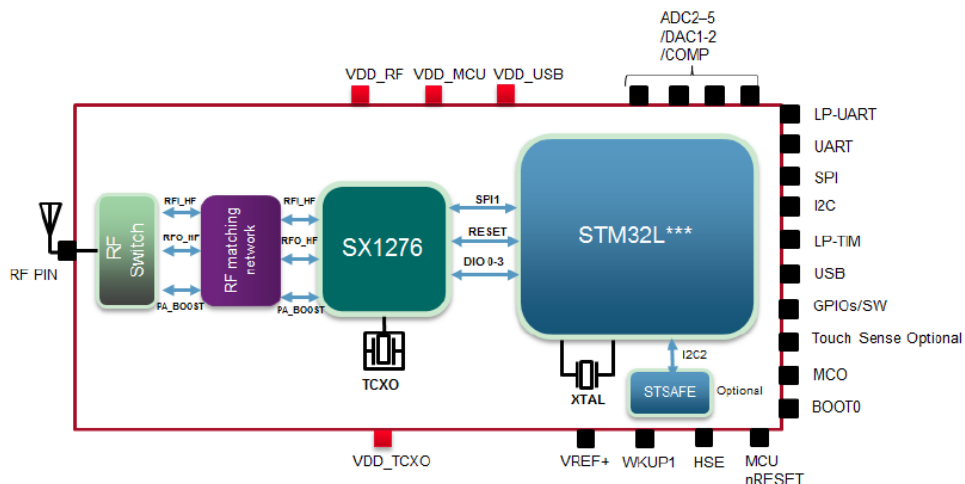 ADC2–5
/DAC1-2
/COMP
VDD_RF
VDD_MCU
VDD_USB
LP-UART
UART
SPI
I2C
LP-TIM
USB
GPIOs/SW
Touch Sense Optional
MCO
BOOT0
RF PIN
RF
Switch
RFI_HF
RFO_HF
PA_BOOST
RF matching
network
RFI_HF
RFO_HF
PA_BOOST
SX1276
TCXO
SPI1
RESET
DIO 0-3
STM32L***
XTAL
I2C2
STSAFE
Optional
VDD_TCXO
VREF+
WKUP1
HSE
MCU
nRESET